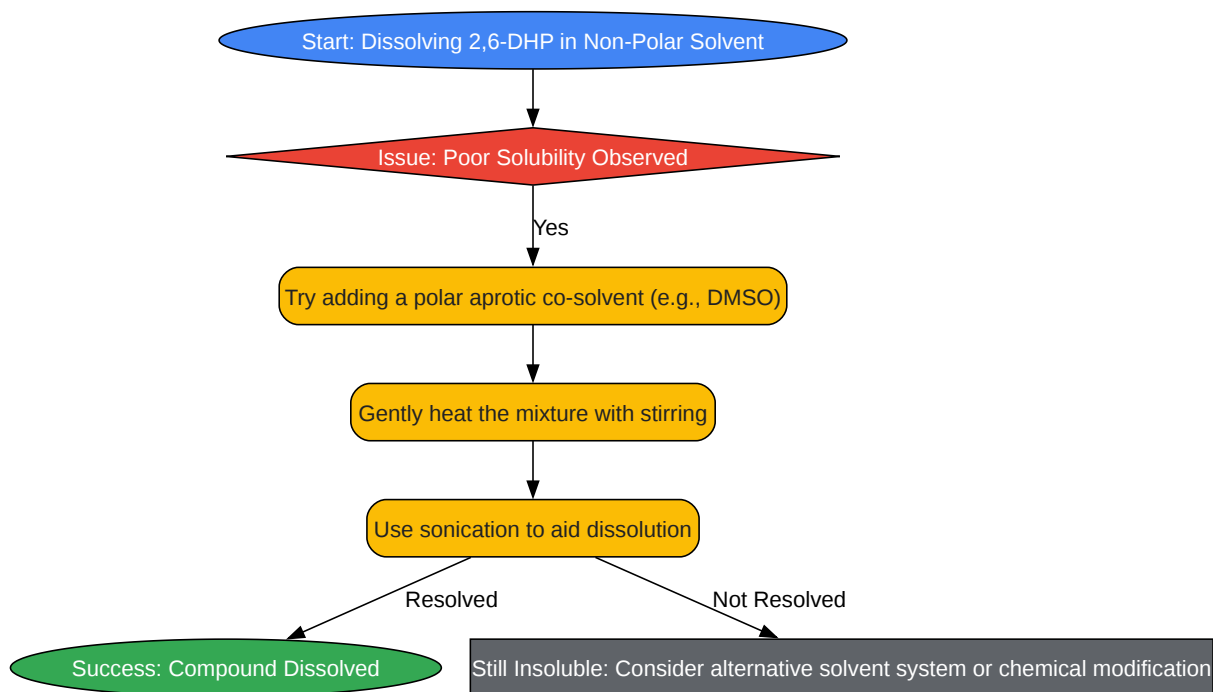 Start: Dissolving 2,6-DHP in Non-Polar Solvent
Issue: Poor Solubility Observed
Yes
Try adding a polar aprotic co-solvent (e.g., DMSO)
Gently heat the mixture with stirring
Use sonication to aid dissolution
Resolved
Not Resolved
Success: Compound Dissolved
Still Insoluble: Consider alternative solvent system or chemical modification